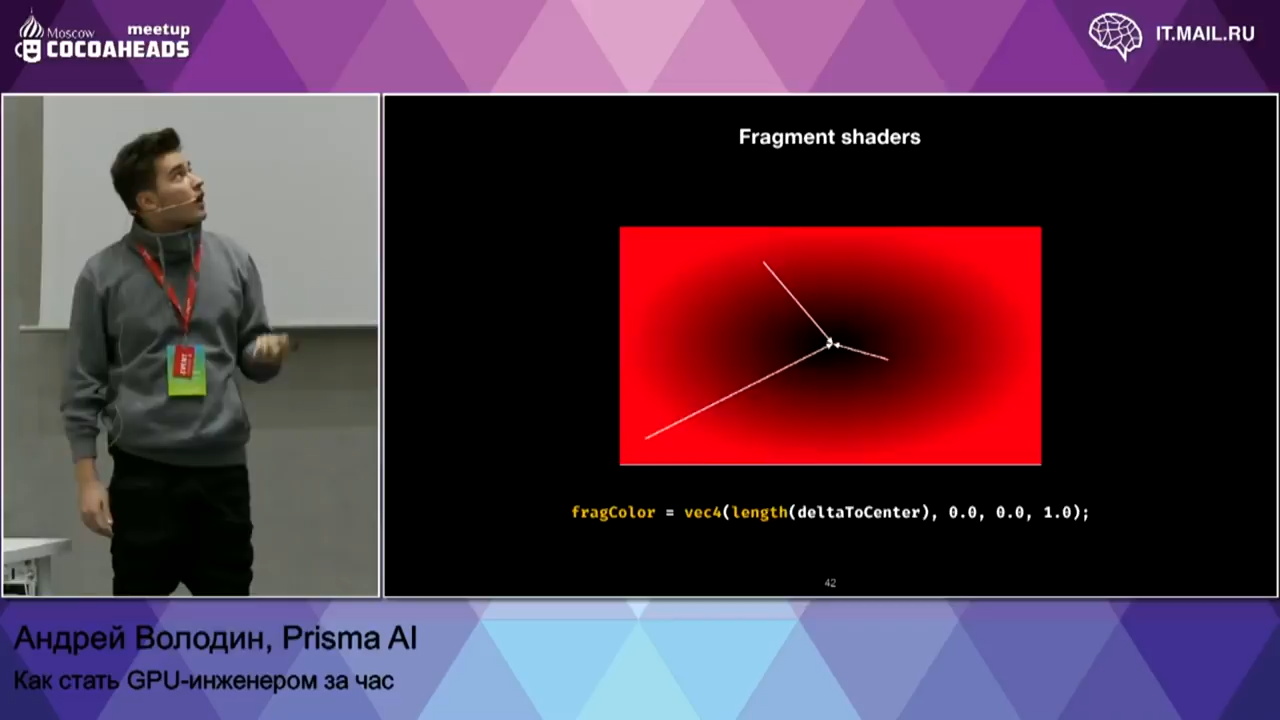 Moscow meetup
COCOAHEADS
IT.MAIL.RU
Fragment shaders
fragColor = vec4(length(deltaToCenter), 0.0, 0.0, 1.0);
42
Андрей Володин, Prisma AI
Как стать GPU-инженером за час